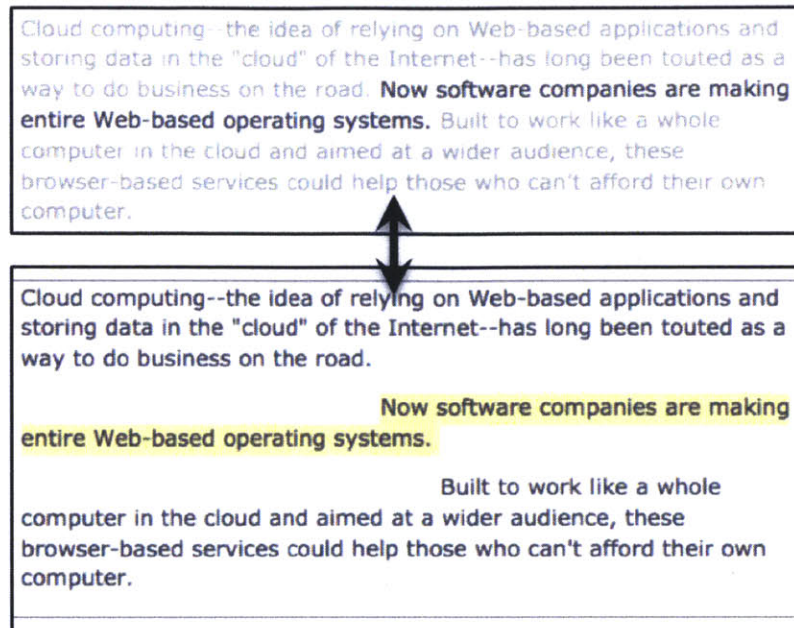 Cloud computing--the idea of relying on Web-based applications and
storing data in the "cloud" of the Internet--has long been touted as a
way to do business on the road. Now software companies are making
entire Web-based operating systems. Built to work like a whole
computer in the cloud and aimed at a wider audience, these
browser-based services could help those who can't afford their own
computer.
Cloud computing--the idea of relying on Web-based applications and
storing data in the "cloud" of the Internet--has long been touted as a
way to do business on the road.
Now software companies are making
entire Web-based operating systems.
Built to work like a whole
computer in the cloud and aimed at a wider audience, these
browser-based services could help those who can't afford their own
computer.